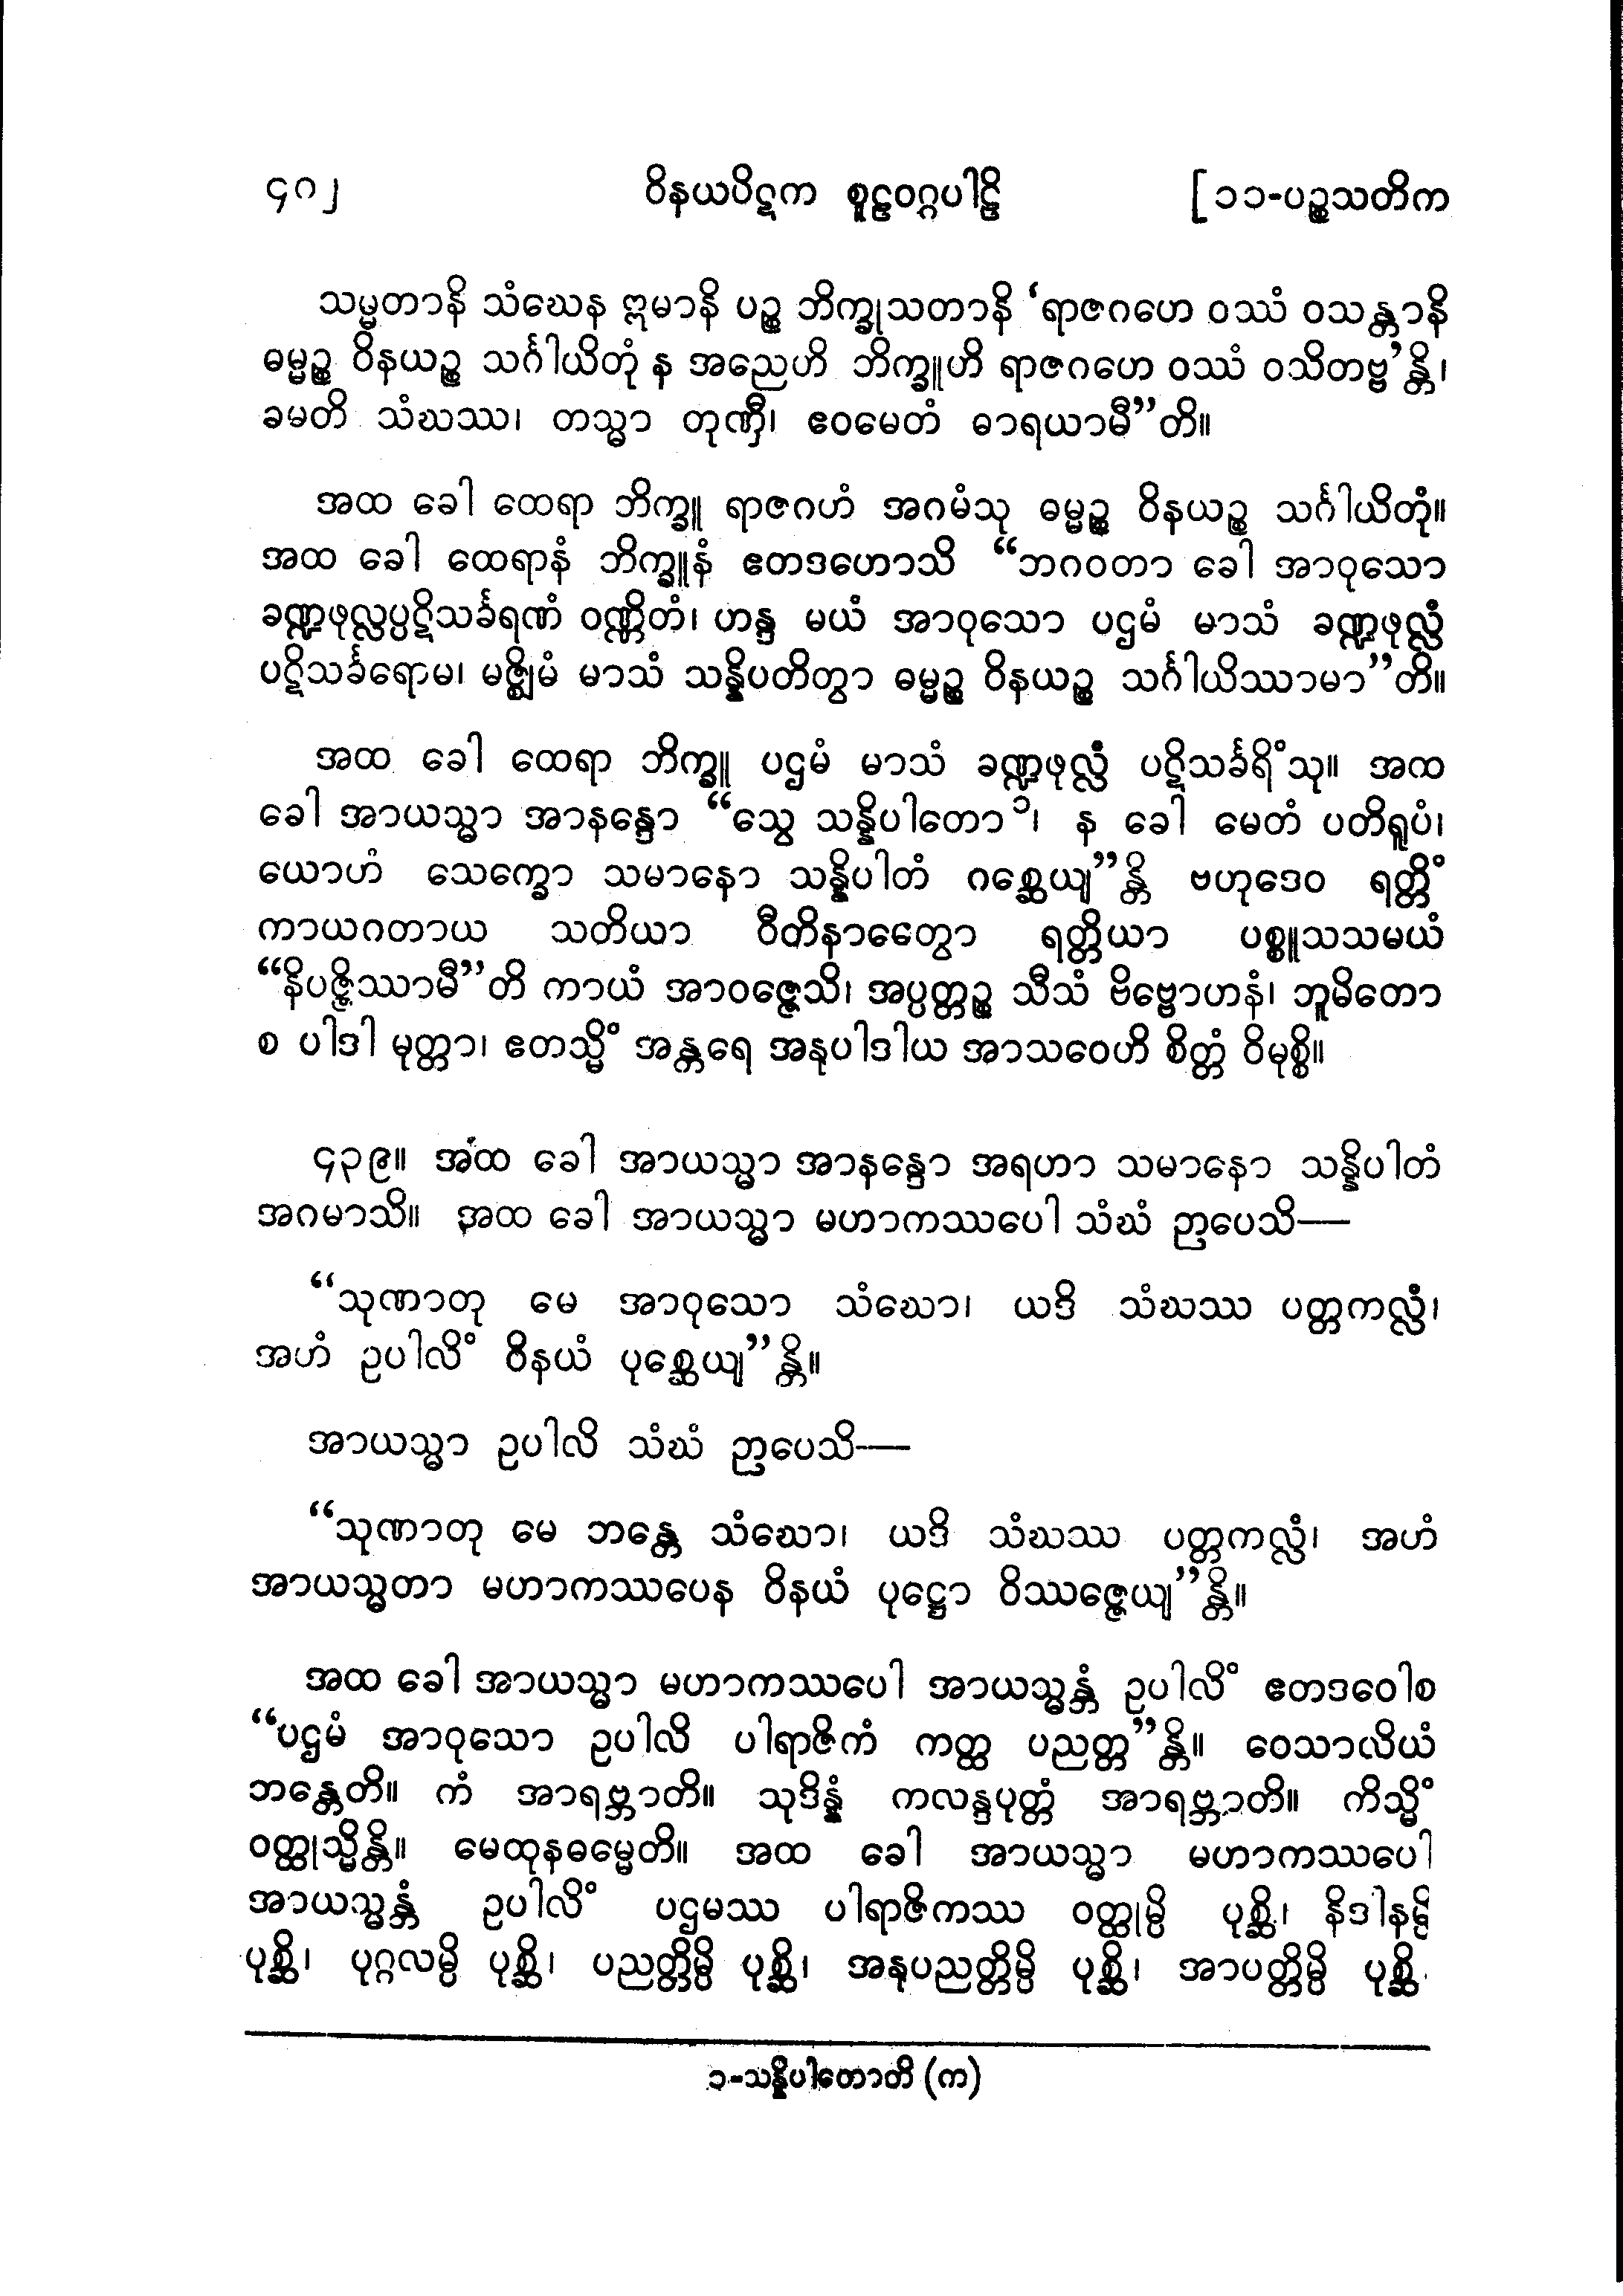 ၄၈၂ ဝိနယပိဋက စူဠဝဂ္ဂပါဠိ [ ၁၁-ပဉ္စသတိက
သမ္မတာနိ သံဃေန ဣမာနိ ပဉ္စ ဘိက္ခုသတာနိ ‘ရာဇဂဟေ ဝဿံ ဝသန္တာနိ
ဓမ္မဉ္စ ဝိနယဉ္စ သင်္ဂါယိတုံ န အညေဟိ ဘိက္ခူဟိ ရာဇဂဟေ ဝဿံ ဝသိတဗ္ဗ’န္တိ၊
ခမတိ သံဃဿ၊ တသ္မာ တုဏှီ၊ ဧဝမေတံ ဓာရယာမီ”တိ။
အထ ခေါ ထေရာ ဘိက္ခူ ရာဇဂဟံ အဂမံသု ဓမ္မဉ္စ ဝိနယဉ္စ သင်္ဂါယိတုံ။
အထ ခေါ ထေရာနံ ဘိက္ခူနံ ဧတဒဟောသိ “ဘဂဝတာ ခေါ အာဝုသော
ခဏ္ဍဖုလ္လပ္ပဋိသင်္ခရဏံ ဝဏ္ဏိတံ၊ ဟန္ဒ မယံ အာဝုသော ပဌမံ မာသံ ခဏ္ဍဖုလ္လံ
ပဋိသင်္ခရောမ၊ မဇ္ဈိမံ မာသံ သန္နိပတိတွာ ဓမ္မဉ္စ ဝိနယဉ္စ သင်္ဂါယိဿာမာ”တိ။
အထ ခေါ ထေရာ ဘိက္ခူ ပဌမံ မာသံ ခဏ္ဍဖုလ္လံ ပဋိသင်္ခရိံသု။ အထ
ခေါ အာယသ္မာ အာနန္ဒော “သွေ သန္နိပါတော၁၊ န ခေါ မေတံ ပတိရူပံ၊
ယောဟံ သေက္ခော သမာနော သန္နိပါတံ ဂစ္ဆေယျ”န္တိ ဗဟုဒေဝ ရတ္တိံ
ကာယဂတာယ သတိယာ ဝီတိနာမေတွာ ရတ္တိယာ ပစ္စူသသမယံ
“နိပဇ္ဇိဿာမီ”တိ ကာယံ အာဝဇ္ဇေသိ၊ အပ္ပတ္တဉ္စ သီသံ ဗိဗ္ဗောဟနံ၊ ဘူမိတော
စ ပါဒါ မုတ္တာ၊ ဧတသ္မိံ အန္တရေ အနုပါဒါယ အာသဝေဟိ စိတ္တံ ဝိမုစ္စိ။
၄၃၉။ အထ ခေါ အာယသ္မာ အာနန္ဒော အရဟာ သမာနော သန္နိပါတံ
အဂမာသိ။ အထ ခေါ အာယသ္မာ မဟာကဿပေါ သံဃံ ဉာပေသိ—
“သုဏာတု မေ အာဝုသော သံဃော၊ ယဒိ သံဃဿ ပတ္တကလ္လံ၊
အဟံ ဥပါလိံ ဝိနယံ ပုစ္ဆေယျ”န္တိ။
အာယသ္မာ ဥပါလိ သံဃံ ဉာပေသိ—
“သုဏာတု မေ ဘန္တေ သံဃော၊ ယဒိ သံဃဿ ပတ္တကလ္လံ၊ အဟံ
အာယသ္မတာ မဟာကဿပေန ဝိနယံ ပုဋ္ဌော ဝိဿဇ္ဇေယျ”န္တိ။
အထ ခေါ အာယသ္မာ မဟာကဿပေါ အာယသ္မန္တံ ဥပါလိံ ဧတဒဝေါစ
“ပဌမံ အာဝုသော ဥပါလိ ပါရာဇိကံ ကတ္ထ ပညတ္တ”န္တိ။ ဝေသာလိယံ
ဘန္တေတိ။ ကံ အာရဗ္ဘာတိ။ သုဒိန္နံ ကလန္ဒပုတ္တံ အာရဗ္ဘာတိ။ ကိသ္မိံ
ဝတ္ထုသ္မိန္တိ။ မေထုနဓမ္မေတိ။ အထ ခေါ အာယသ္မာ မဟာကဿပေါ
အာယသ္မန္တံ ဥပါလိံ ပဌမဿ ပါရာဇိကဿ ဝတ္ထုမ္ပိ ပုစ္ဆိ၊ နိဒါနမ္ပိ
ပုစ္ဆိ၊ ပုဂ္ဂလမ္ပိ ပုစ္ဆိ၊ ပညတ္တိမ္ပိ ပုစ္ဆိ၊ အနုပညတ္တိမ္ပိ ပုစ္ဆိ၊ အာပတ္တိမ္ပိ ပုစ္ဆိ၊
၁-သန္နိပါတောတိ (က)